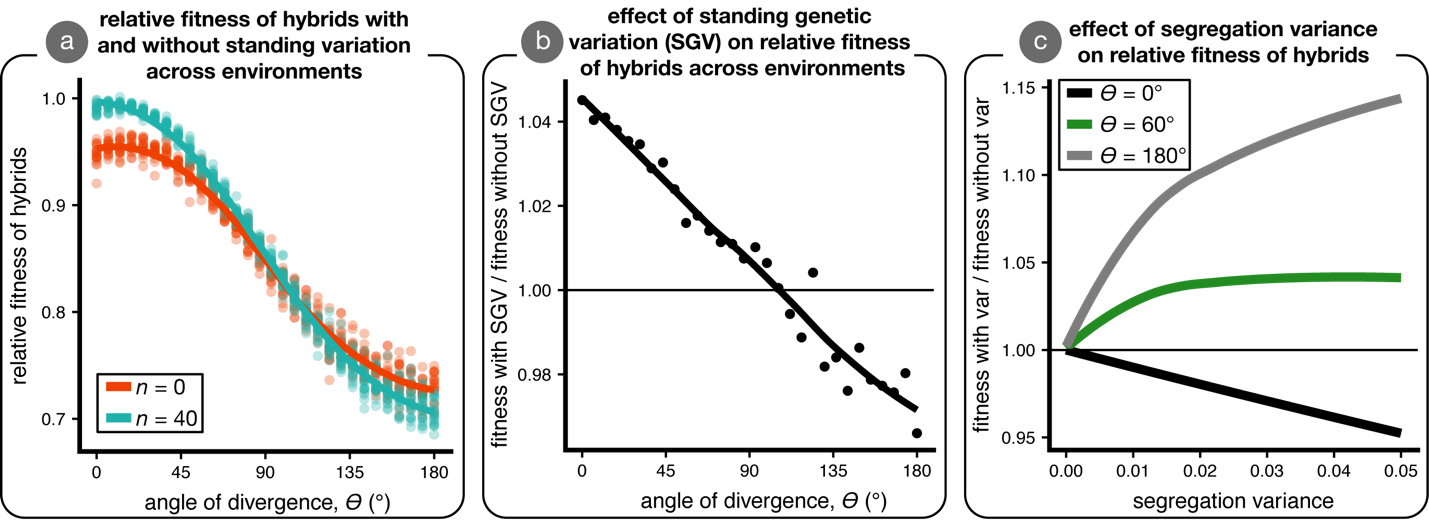 a
relative fitness of hybrids with
and without standing variation
across environments
relative fitness of hybrids
1.0
0.9
0.8
0.7
n = 0
n = 40
0
45
90
135
180
angle of divergence, ϴ (°)
b
effect of standing genetic
variation (SGV) on relative fitness
of hybrids across environments
fitness with SGV / fitness without SGV
1.04
1.02
1.00
0.98
0
45
90
135
180
angle of divergence, ϴ (°)
c
effect of segregation variance
on relative fitness of hybrids
fitness with var / fitness without var
1.15
1.10
1.05
1.00
0.95
ϴ = 0°
ϴ = 60°
ϴ = 180°
0.00
0.01
0.02
0.03
0.04
0.05
segregation variance